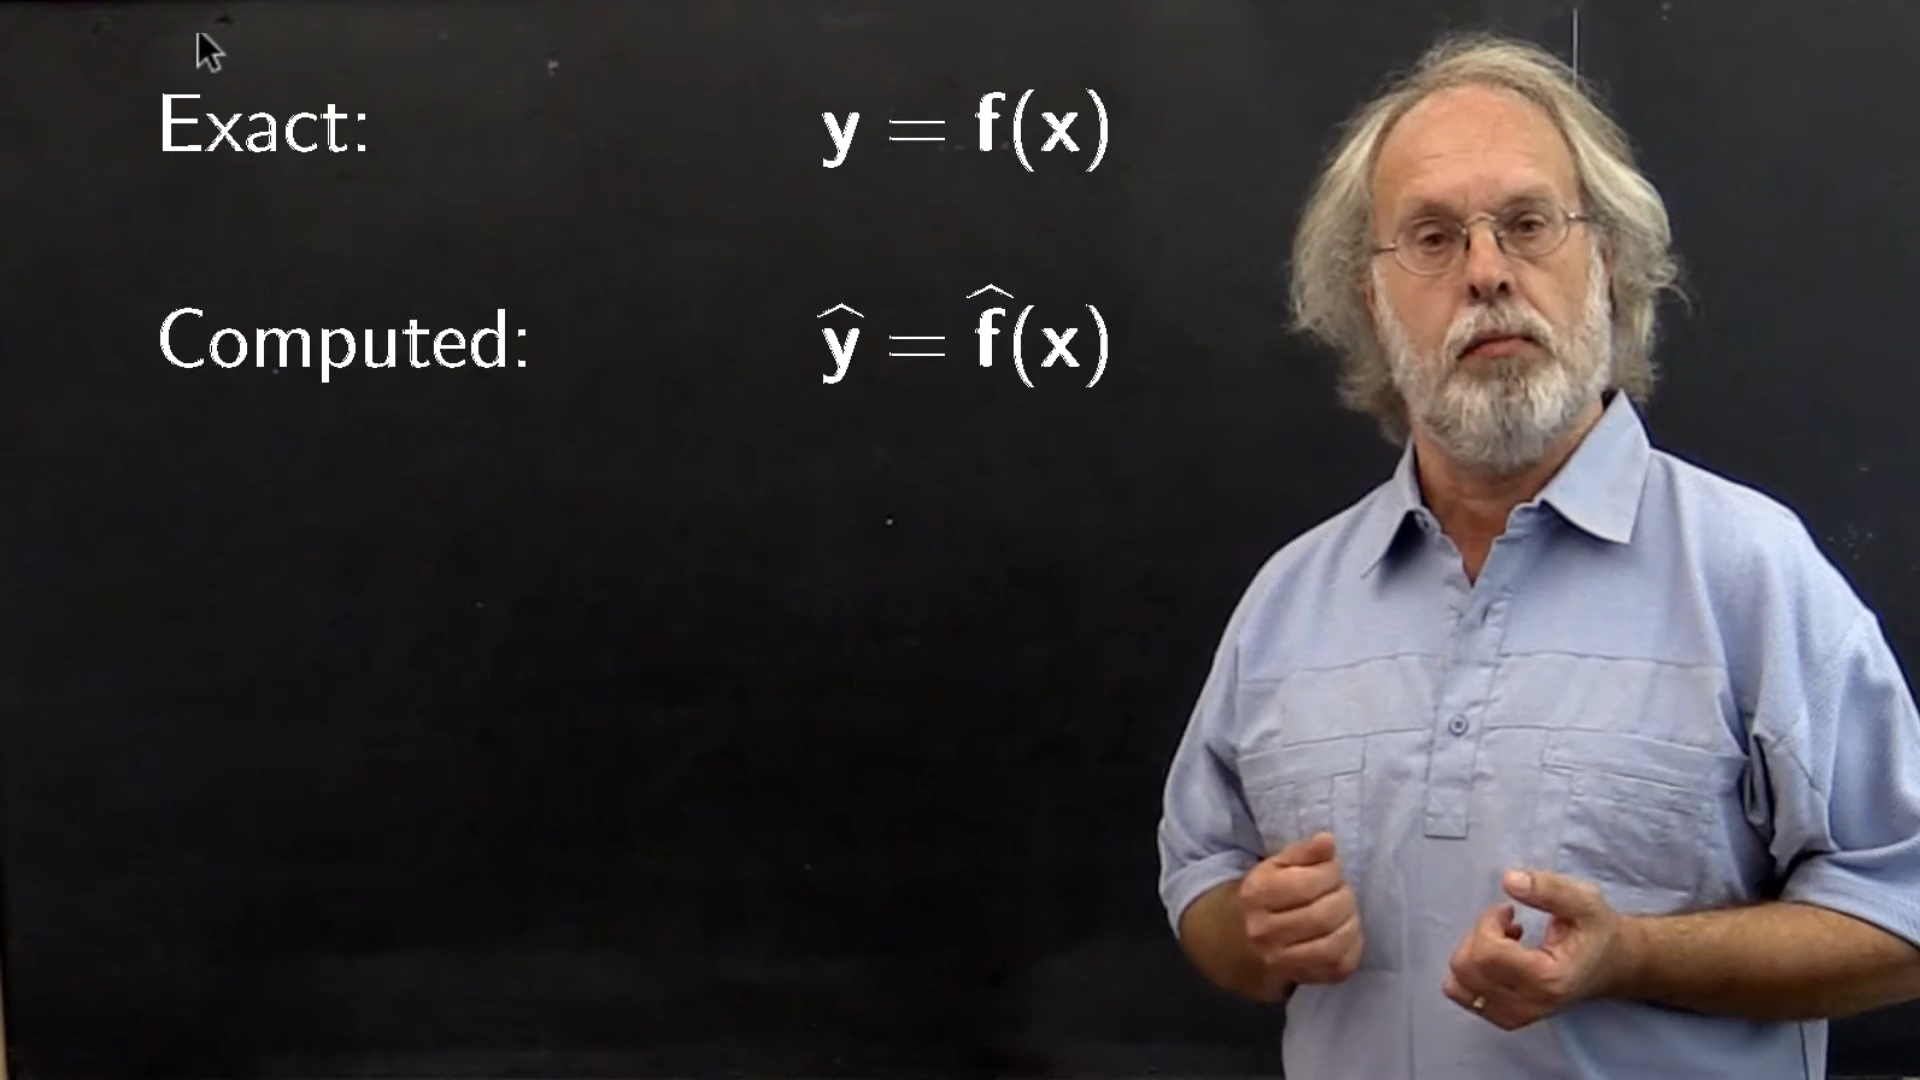 Exact: y = f(x)
Computed: ŷ = f̂(x)